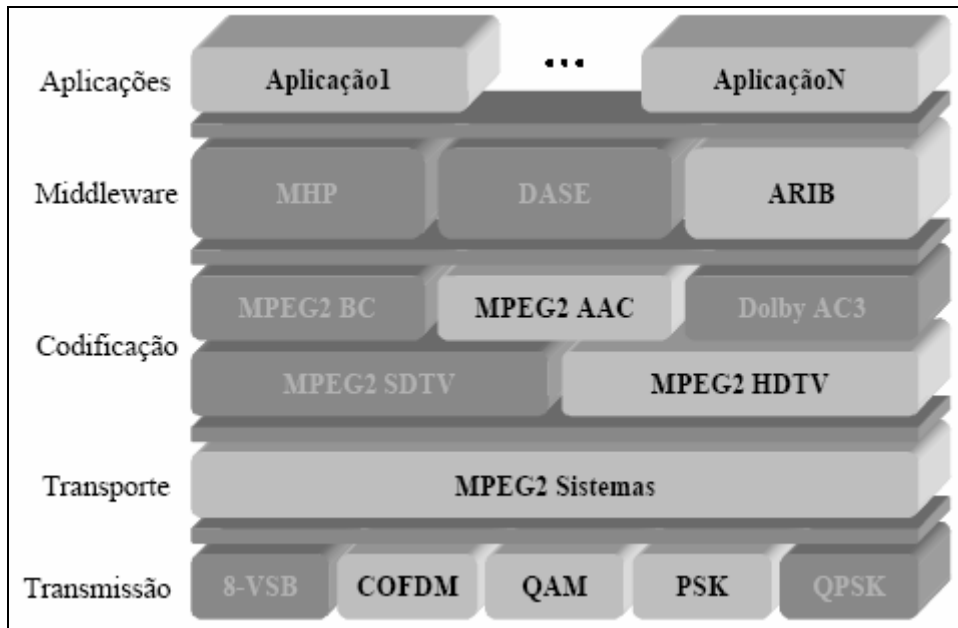 Aplicações Aplicação1 ... AplicaçãoN
Middleware MHP DASE ARIB
Codificação MPEG2 BC MPEG2 AAC Dolby AC3
MPEG2 SDTV MPEG2 HDTV
Transporte MPEG2 Sistemas
Transmissão 8-VSB COFDM QAM PSK QPSK